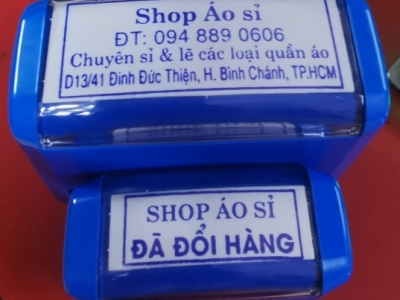 Shop Áo sỉ
ĐT: 094 889 0606
Chuyên sỉ & lẻ các loại quần áo
D13/41 Đinh Đức Thiện, H. Bình Chánh, TP.HCM
SHOP ÁO SỈ
ĐÃ ĐỔI HÀNG